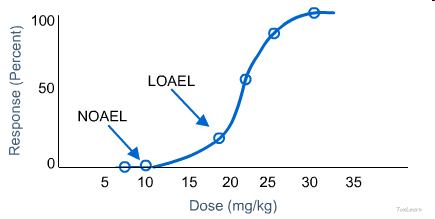 100
50
0
Response (Percent)
LOAEL
NOAEL
5 10 15 20 25 30 35
Dose (mg/kg)
ToxLearn